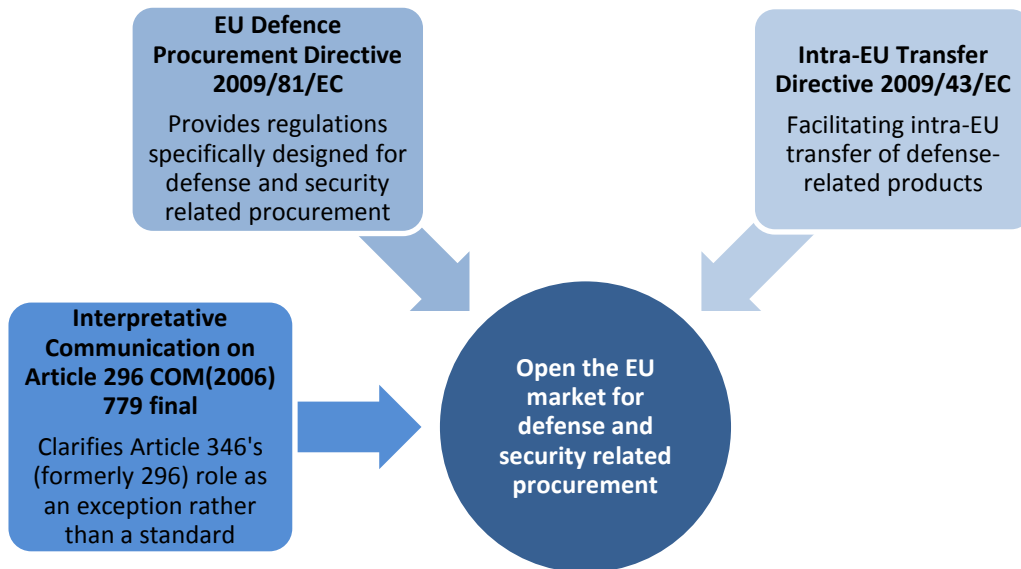 EU Defence
Procurement Directive
2009/81/EC
Provides regulations
specifically designed for
defense and security
related procurement
Intra-EU Transfer
Directive 2009/43/EC
Facilitating intra-EU
transfer of defense-
related products
Interpretative
Communication on
Article 296 COM(2006)
779 final
Clarifies Article 346's
(formerly 296) role as
an exception rather
than a standard
Open the EU
market for
defense and
security related
procurement